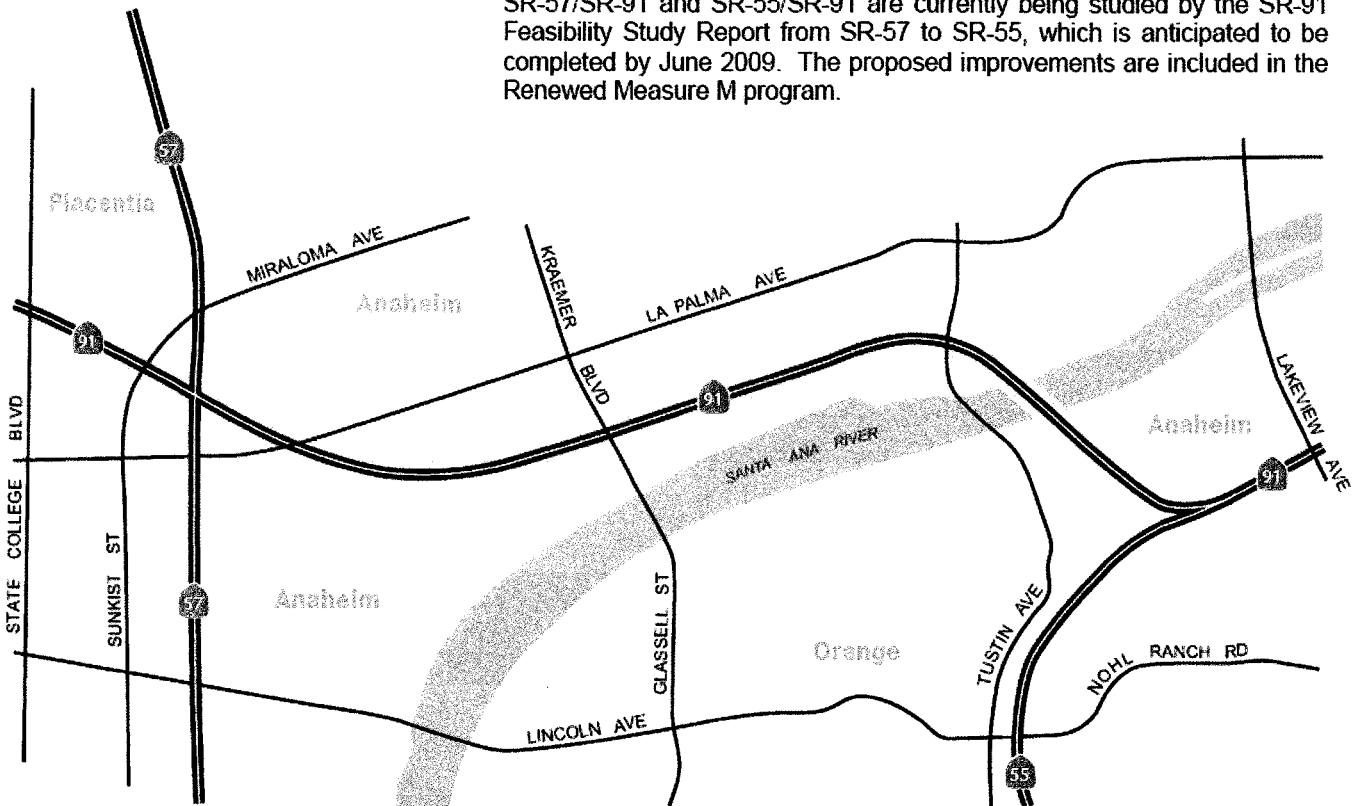 SR-57/SR-91 and SR-55/SR-91 are currently being studied by the SR-91
Feasibility Study Report from SR-57 to SR-55, which is anticipated to be
completed by June 2009. The proposed improvements are included in the
Renewed Measure M program.
57
Placentia
MIRALOMA AVE
Anaheim
KRAEMER BLVD
LA PALMA AVE
91
91
SANTA ANA RIVER
LAKEVIEW AVE
Anaheim
91
STATE COLLEGE BLVD
SUNKIST ST
57
Anaheim
GLASSELL ST
Orange
TUSTIN AVE
NOHL RANCH RD
LINCOLN AVE
55